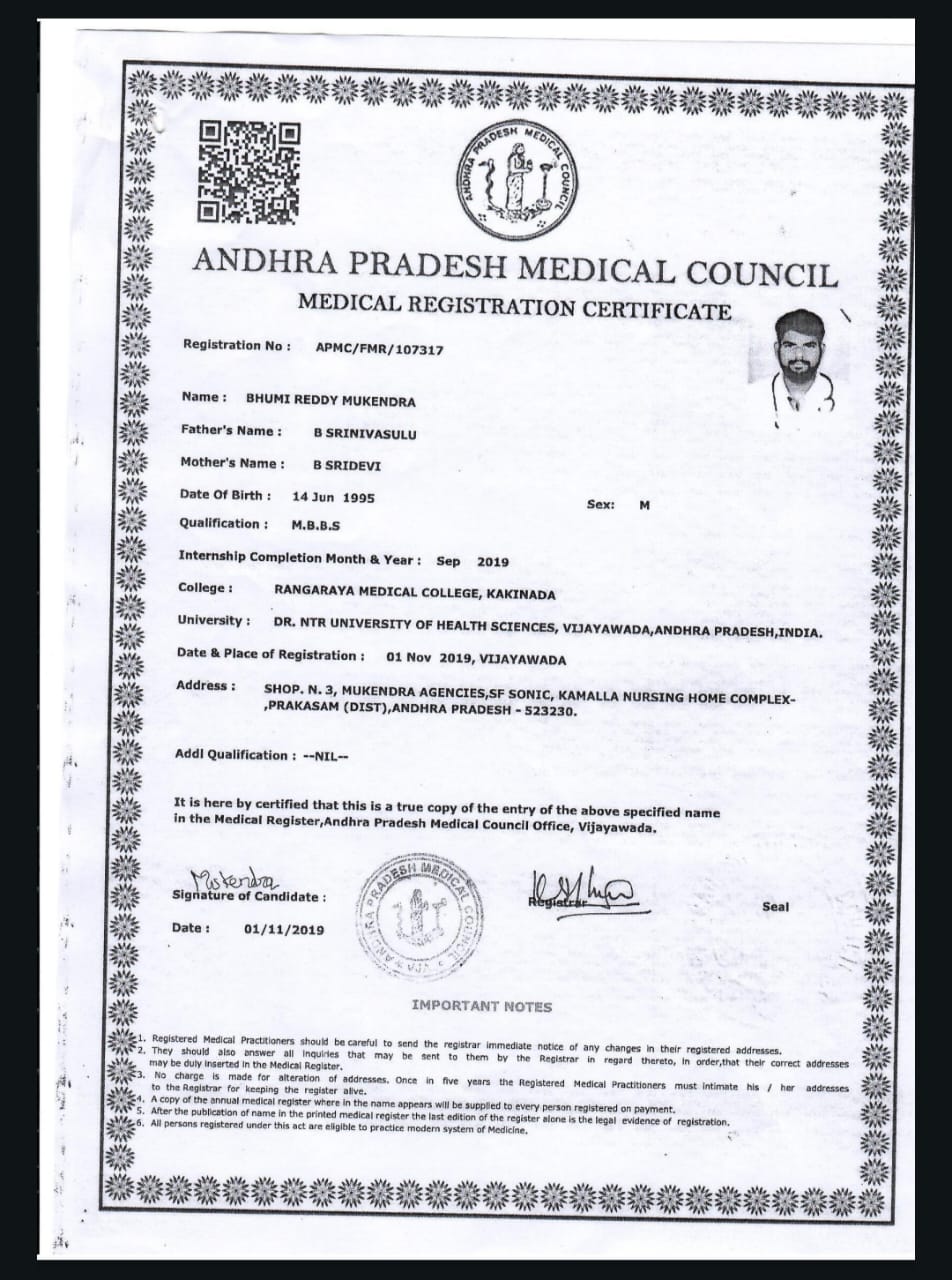 ANDHRA PRADESH MEDICAL COUNCIL
ANDHRA PRADESH MEDICAL COUNCIL
MEDICAL REGISTRATION CERTIFICATE
Registration No : APMC/FMR/107317
Name : BHUMI REDDY MUKENDRA
Father's Name : B SRINIVASULU
Mother's Name : B SRIDEVI
Date Of Birth : 14 Jun 1995 Sex: M
Qualification : M.B.B.S
Internship Completion Month & Year : Sep 2019
College : RANGARAYA MEDICAL COLLEGE, KAKINADA
University : DR. NTR UNIVERSITY OF HEALTH SCIENCES, VIJAYAWADA,ANDHRA PRADESH,INDIA.
Date & Place of Registration : 01 Nov 2019, VIJAYAWADA
Address : SHOP. N. 3, MUKENDRA AGENCIES,SF SONIC, KAMALLA NURSING HOME COMPLEX-
,PRAKASAM (DIST),ANDHRA PRADESH - 523230.
Addl Qualification : --NIL--
It is here by certified that this is a true copy of the entry of the above specified name
in the Medical Register,Andhra Pradesh Medical Council Office, Vijayawada.
Mukendra
Signature of Candidate :
Registrar
Seal
Date : 01/11/2019
ANDHRA PRADESH MEDICAL COUNCIL
IMPORTANT NOTES
1. Registered Medical Practitioners should be careful to send the registrar immediate notice of any changes in their registered addresses.
2. They should also answer all inquiries that may be sent to them by the Registrar in regard thereto, in order,that their correct addresses
may be duly inserted in the Medical Register.
3. No charge is made for alteration of addresses. Once in five years the Registered Medical Practitioners must intimate his / her addresses
to the Registrar for keeping the register alive.
4. A copy of the annual medical register where in the name appears will be supplied to every person registered on payment.
5. After the publication of name in the printed medical register the last edition of the register alone is the legal evidence of registration.
6. All persons registered under this act are eligible to practice modern system of Medicine.